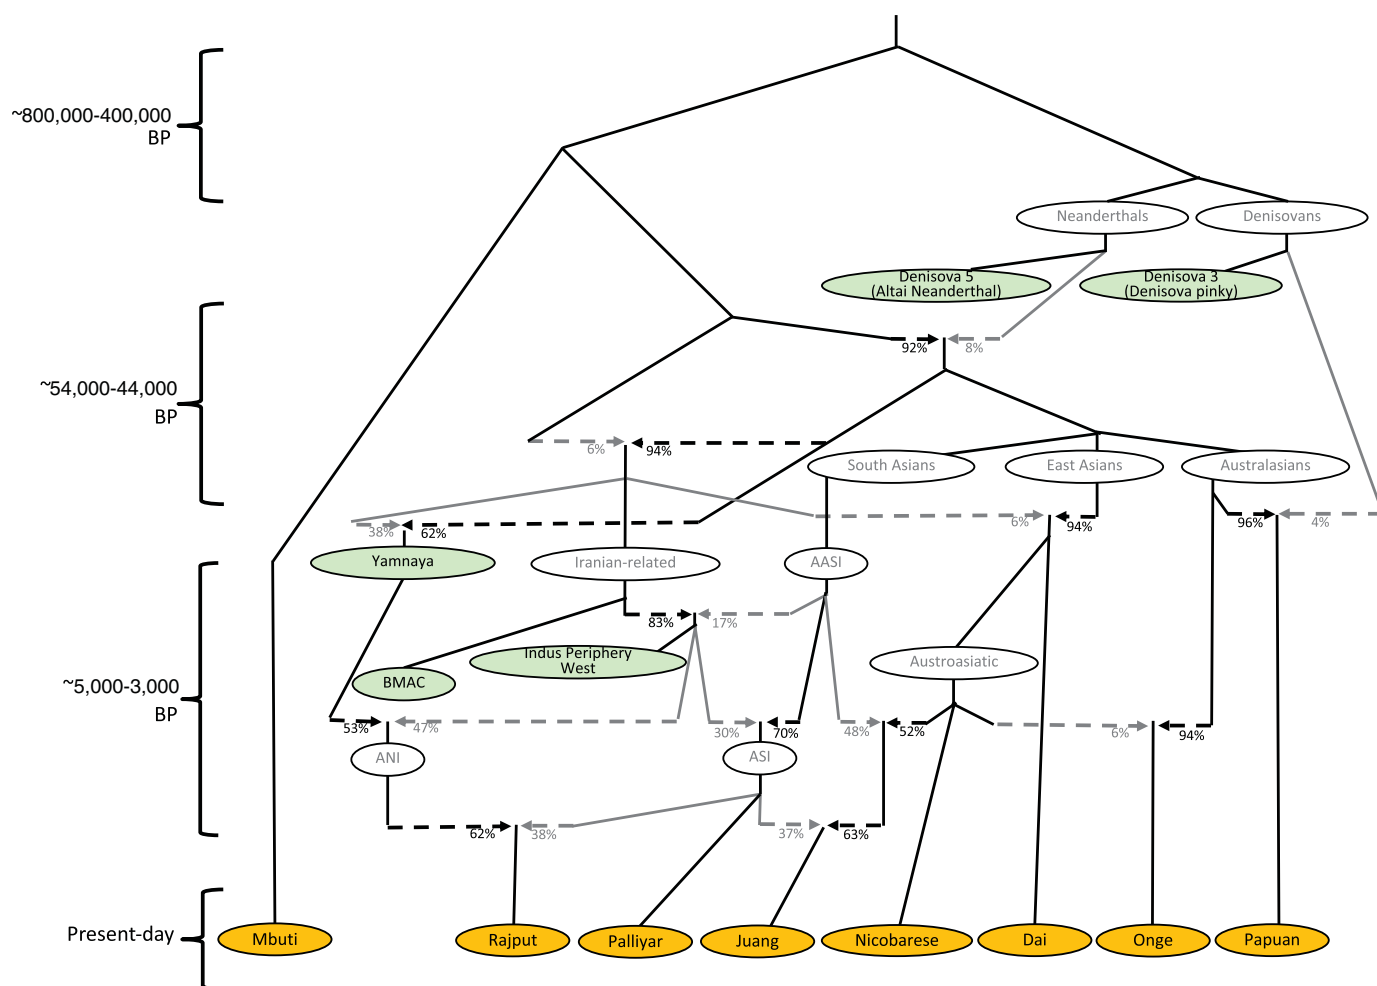 ~800,000-400,000
BP
Neanderthals
Denisovans
Denisova 5
(Altai Neanderthal)
Denisova 3
(Denisova pinky)
92%
8%
~54,000-44,000
BP
6%
94%
South Asians
East Asians
Australasians
38%
62%
6%
94%
96%
4%
Yamnaya
Iranian-related
AASI
83%
17%
Indus Periphery
West
Austroasiatic
~5,000-3,000
BP
BMAC
53%
47%
30%
70%
48%
52%
6%
94%
ANI
ASI
62%
38%
37%
63%
Present-day
Mbuti
Rajput
Palliyar
Juang
Nicobarese
Dai
Onge
Papuan